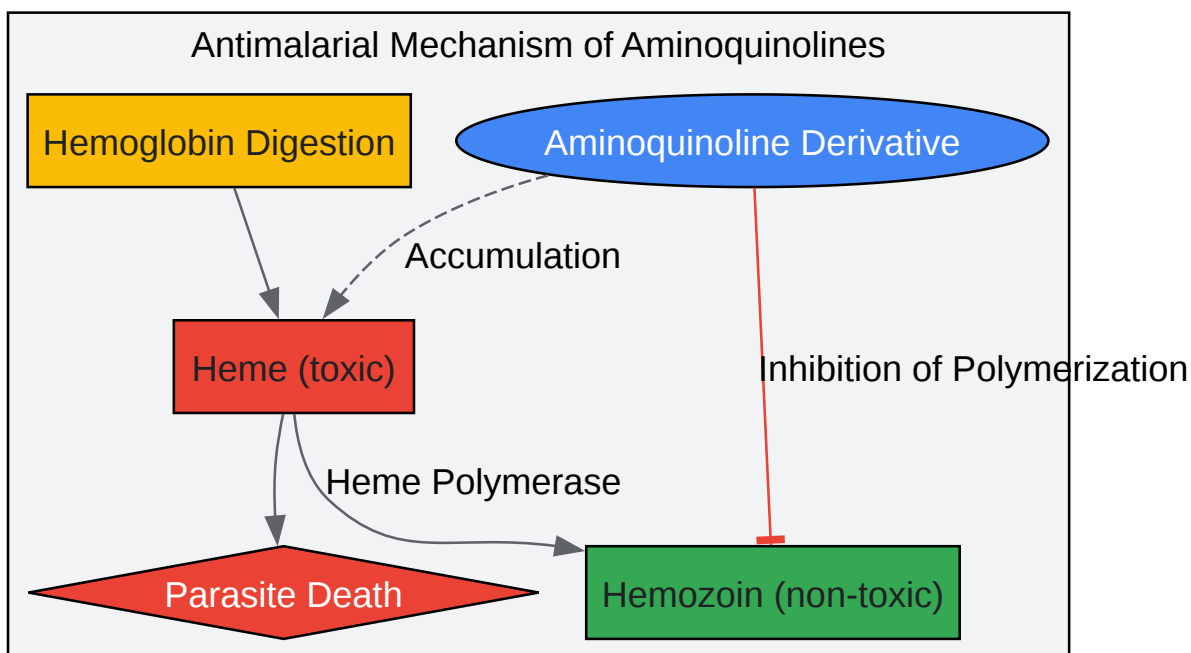 Antimalarial Mechanism of Aminoquinolines
Hemoglobin Digestion
Aminoquinoline Derivative
Accumulation
Heme (toxic)
Inhibition of Polymerization
Heme Polymerase
Parasite Death
Hemozoin (non-toxic)